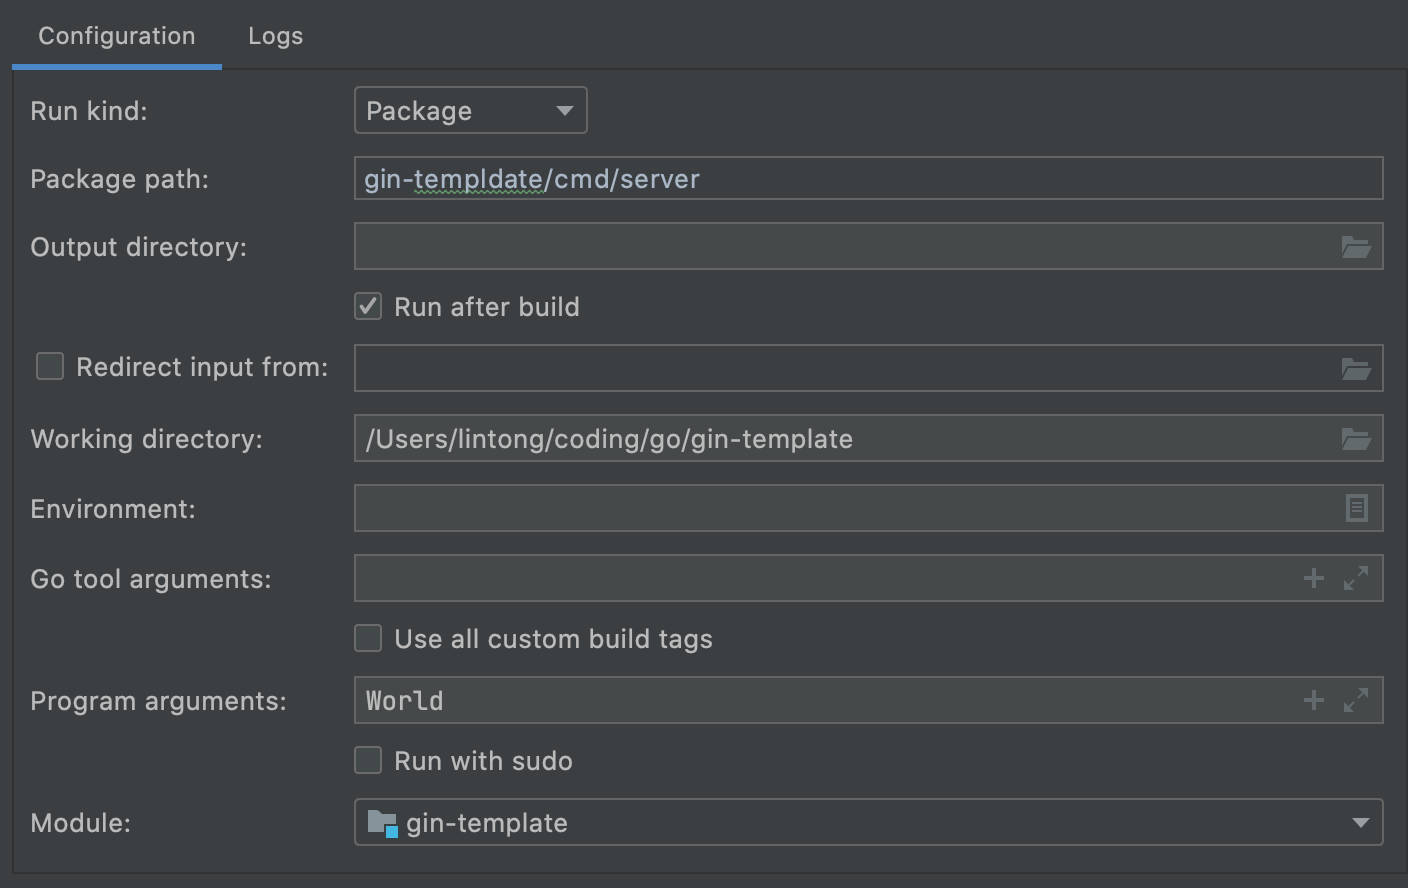 Configuration Logs
Run kind: Package
Package path: gin-templdate/cmd/server
Output directory:
Run after build
Redirect input from:
Working directory: /Users/lintong/coding/go/gin-template
Environment:
Go tool arguments:
Use all custom build tags
Program arguments: World
Run with sudo
Module: gin-template